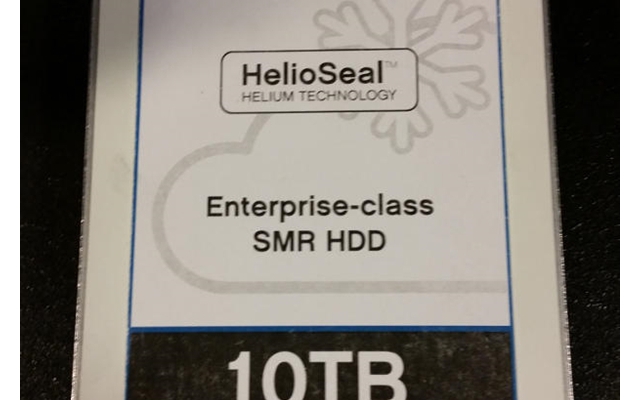 HelioSeal™
HELIUM TECHNOLOGY
Enterprise-class
SMR HDD
10TB